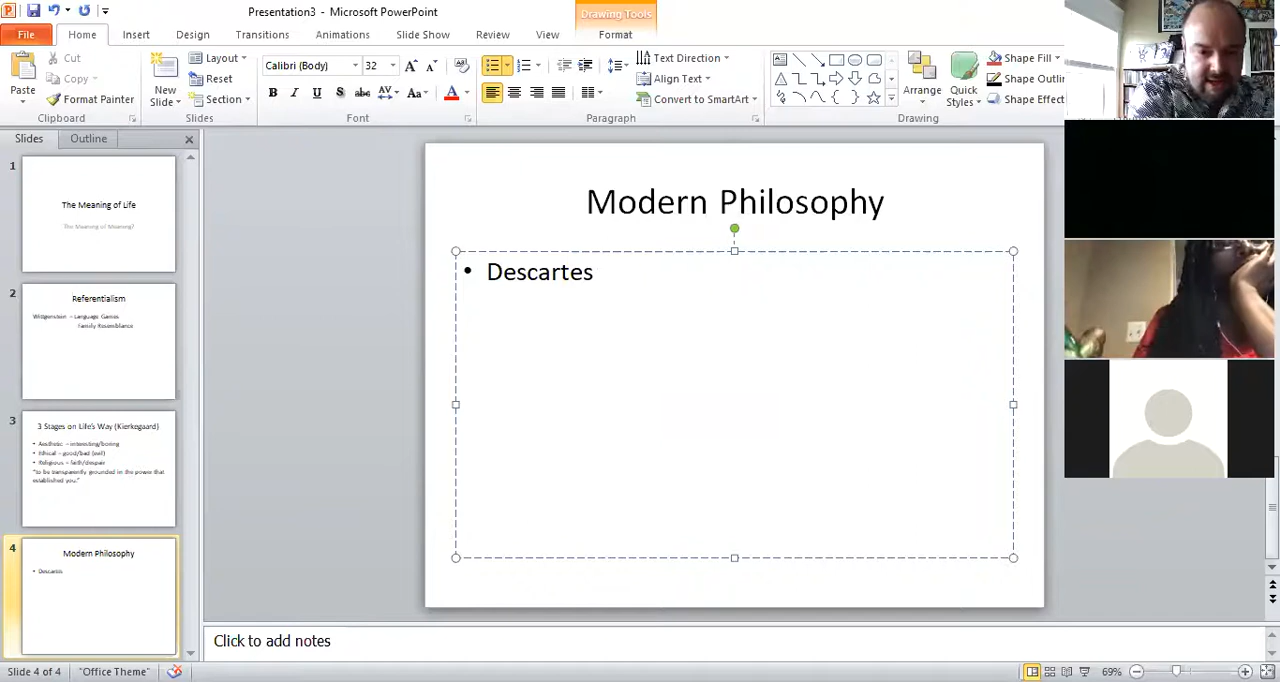 Presentation3 - Microsoft PowerPoint
Drawing Tools
File Home Insert Design Transitions Animations Slide Show Review View Format
Paste
Cut
Copy
Format Painter
Clipboard
New Slide
Layout
Reset
Section
Slides
Calibri (Body) 32
Font
Text Direction
Align Text
Convert to SmartArt
Paragraph
Arrange
Quick Styles
Shape Fill
Shape Outlin
Shape Effect
Drawing
Slides Outline
1
The Meaning of Life
The Meaning of Meaning?
2
Referentialism
Wittgenstein – Language Games
Family Resemblance
3
3 Stages on Life's Way (Kierkegaard)
• Aesthetic – interesting/boring
• Ethical – good/bad (evil)
• Religious – faith/despair
"to be transparently grounded in the power that
established you."
4
Modern Philosophy
• Descartes
Modern Philosophy
• Descartes
Click to add notes
Slide 4 of 4 "Office Theme" 69%